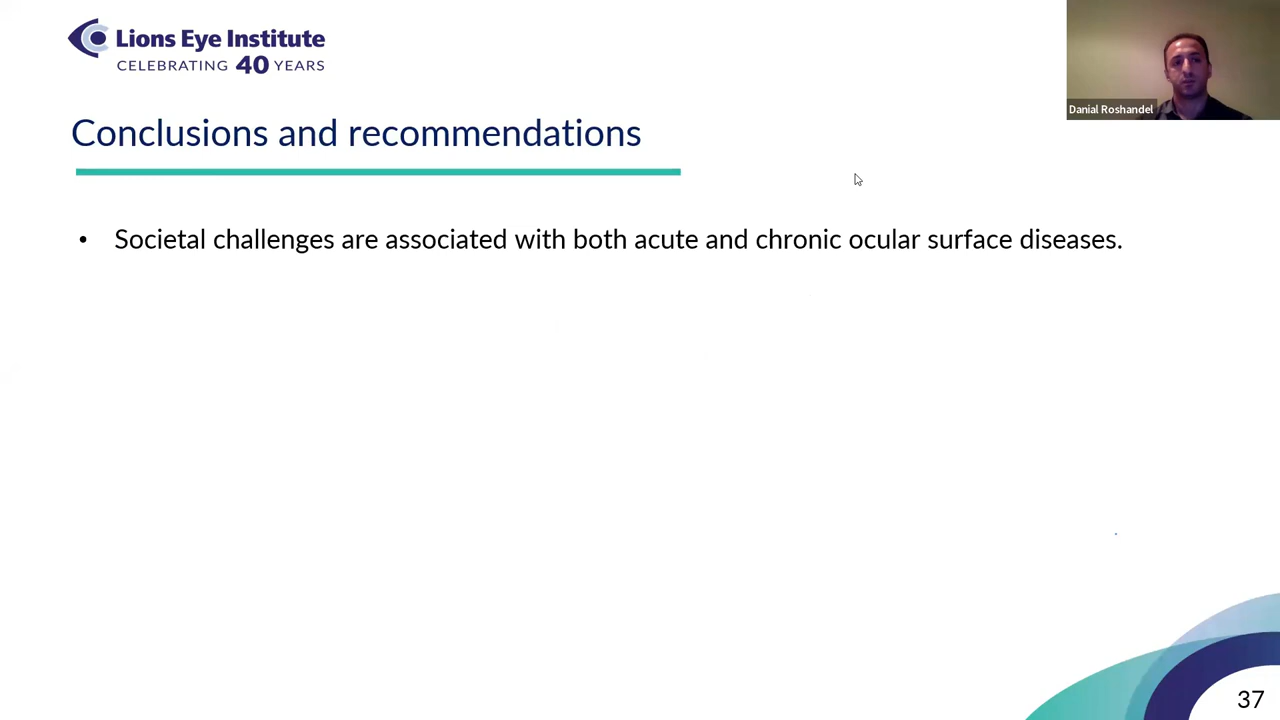 Lions Eye Institute
CELEBRATING 40 YEARS
Danial Roshandel
Conclusions and recommendations
• Societal challenges are associated with both acute and chronic ocular surface diseases.
37